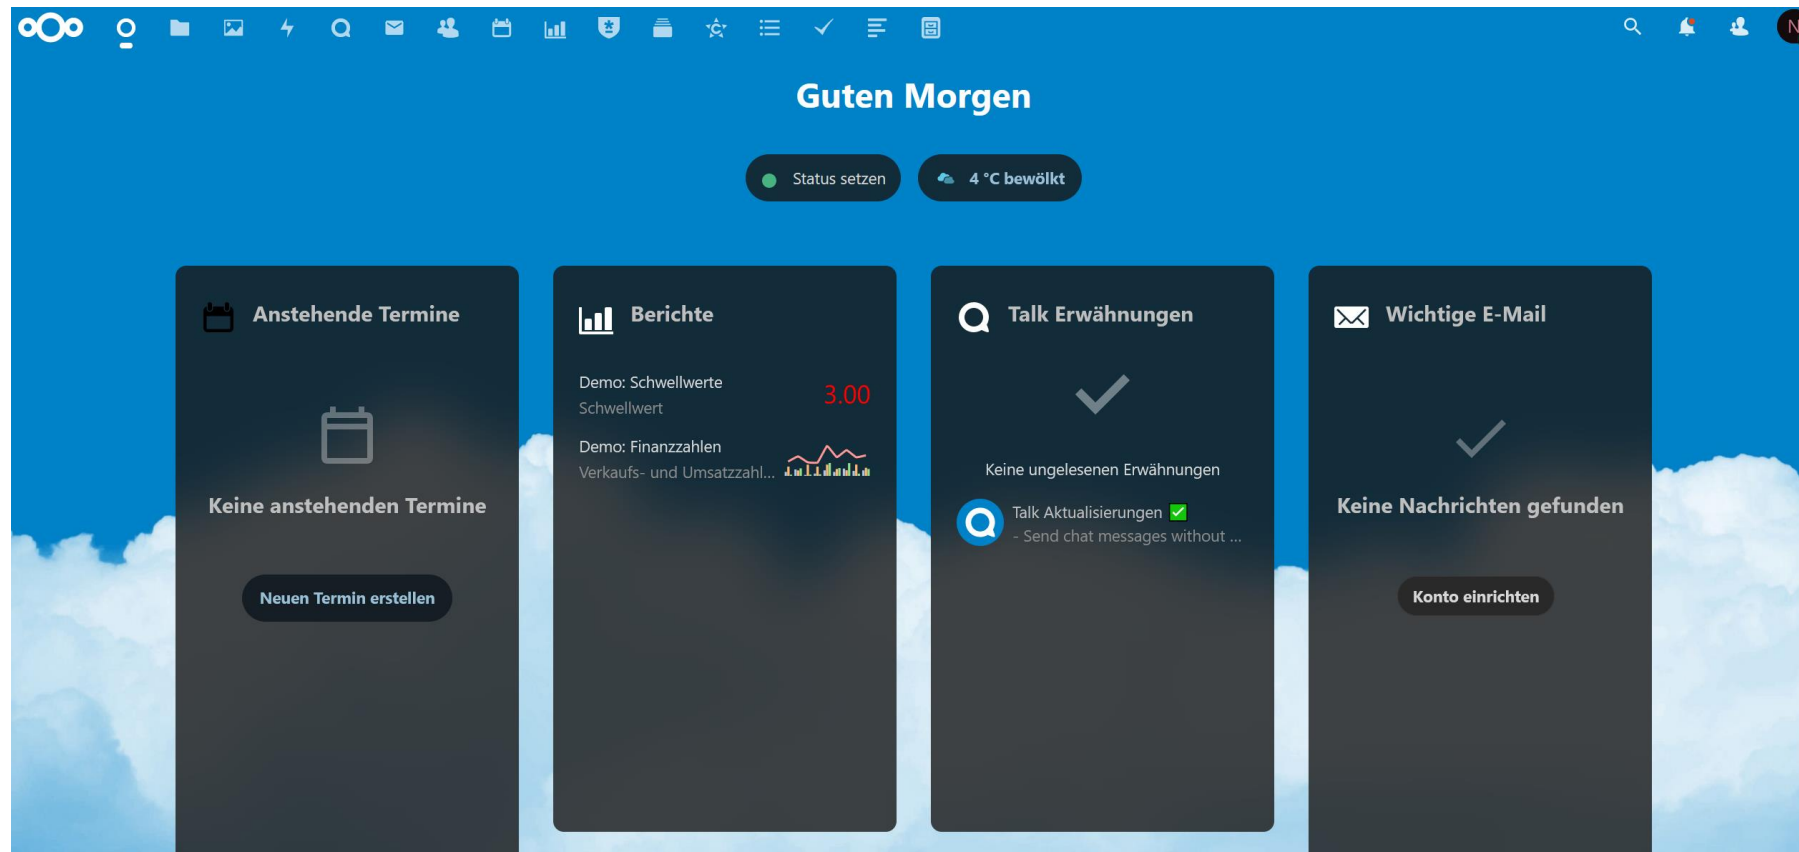 N
Guten Morgen
Status setzen
4 °C bewölkt
Anstehende Termine
Keine anstehenden Termine
Neuen Termin erstellen
Berichte
Demo: Schwellwerte
Schwellwert
3.00
Demo: Finanzzahlen
Verkaufs- und Umsatzzahl...
Talk Erwähnungen
Keine ungelesenen Erwähnungen
Talk Aktualisierungen ✅
- Send chat messages without ...
Wichtige E-Mail
Keine Nachrichten gefunden
Konto einrichten